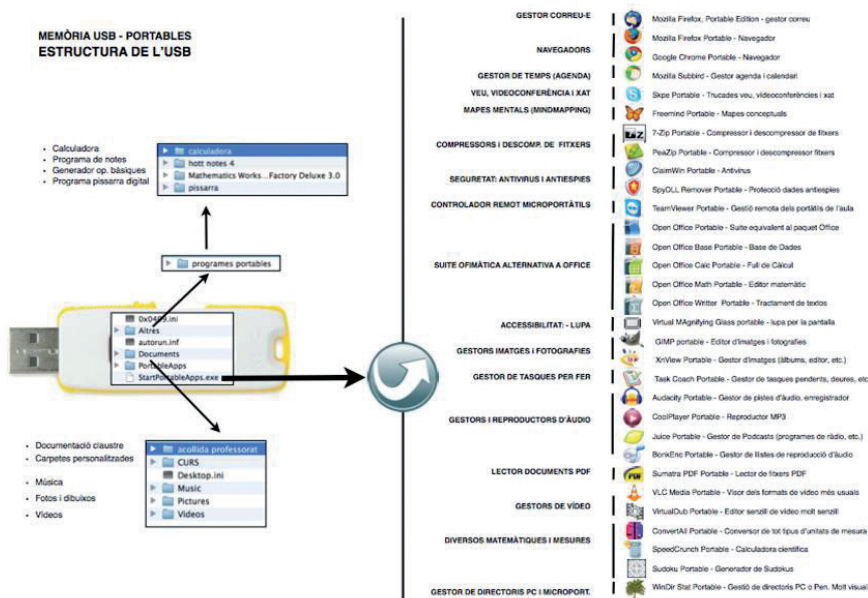 MEMÒRIA USB - PORTABLES
ESTRUCTURA DE L'USB
• Calculadora
• Programa de notes
• Generador op. bàsiques
• Programa pissarra digital
calculadora
hott notes 4
Mathematics Works...Factory Deluxe 3.0
pissarra
programes portables
0x0409.ini
Altres
autorun.inf
Documents
PortableApps
StartPortableApps.exe
• Documentació claustre
• Carpetes personalitzades
• Música
• Fotos i dibuixos
• Vídeos
acollida professorat
CURS
Desktop.ini
Music
Pictures
Videos
GESTOR CORREU-E
Mozilla Firefox, Portable Edition - gestor correu
NAVEGADORS
Mozilla Firefox Portable - Navegador
Google Chrome Portable - Navegador
GESTOR DE TEMPS (AGENDA)
Mozilla Subbird - Gestor agenda i calendari
VEU, VIDEOCONFERÈNCIA I XAT
Skpe Portable - Trucades veu, vídeoconferències i xat
MAPES MENTALS (MINDMAPPING)
Freemind Portable - Mapes conceptuals
COMPRESSORS I DESCOMP. DE FITXERS
7-Zip Portable - Compressor i descompressor de fitxers
PeaZip Portable - Compressor i descompressor fitxers
SEGURETAT: ANTIVIRUS I ANTIESPIES
ClaimWin Portable - Antivirus
SpyDLL Remover Portable - Protecció dades antiespies
CONTROLADOR REMOT MICROPORTÀTILS
TeamViewer Portable - Gestió remota dels portàtils de l'aula
SUITE OFIMÀTICA ALTERNATIVA A OFFICE
Open Office Portable - Suite equivalent al paquet Office
Open Office Base Portable - Base de Dades
Open Office Calc Portable - Full de Càlcul
Open Office Math Portable - Editor matemàtic
Open Office Writter Portable - Tractament de textos
ACCESSIBILITAT: - LUPA
Virtual MAgnifying Glass portable - lupa per la pantalla
GESTORS IMATGES i FOTOGRAFIES
GIMP portable - Editor d'imatges i fotografies
XnView Portable - Gestor d'imatges (àlbums, editor, etc.)
GESTOR DE TASQUES PER FER
Task Coach Portable - Gestor de tasques pendents, deures, etc
GESTORS I REPRODUCTORS D'ÀUDIO
Audacity Portable - Gestor de pistes d'àudio, enregistrador
CoolPlayer Portable - Reproductor MP3
Juice Portable - Gestor de Podcasts (programes de ràdio, etc.)
BonkEnc Portable - Gestor de llistes de reproducció d'àudio
LECTOR DOCUMENTS PDF
Sumatra PDF Portable - Lector de fitxers PDF
GESTORS DE VÍDEO
VLC Media Portable - Visor dels formats de vídeo més usuals
VirtualDub Portable - Editor senzill de vídeo molt senzill
DIVERSOS MATEMÀTIQUES I MESURES
ConvertAll Portable - Conversor de tot tipus d'unitats de mesura
SpeedCrunch Portable - Calculadora científica
Sudoku Portable - Generador de Sudokus
GESTOR DE DIRECTORIS PC I MICROPORT.
WinDir Stat Portable - Gestió de directoris PC o Pen. Molt visual